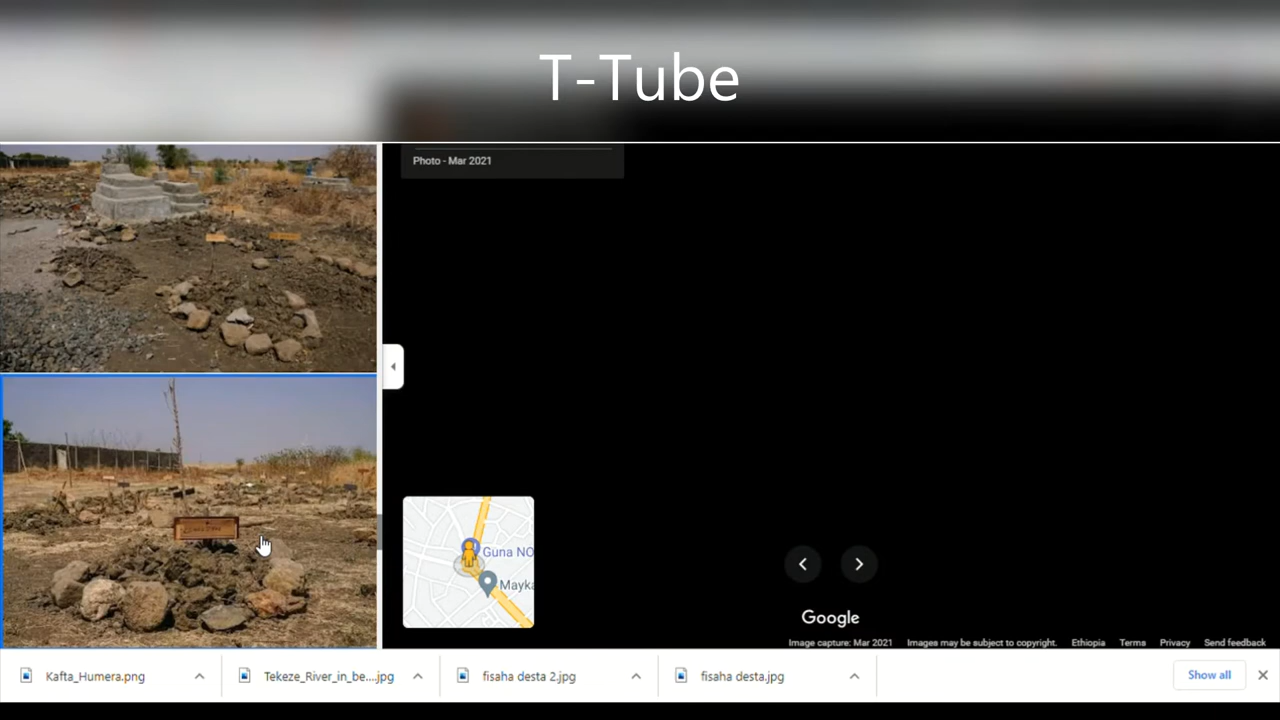 T-Tube
Photo - Mar 2021
Guna NO
Mayka
Google
Image capture: Mar 2021 Images may be subject to copyright. Ethiopia Terms Privacy Send feedback
Kafta_Humera.png Tekeze_River_in_be....jpg fisaha desta 2.jpg fisaha desta.jpg Show all